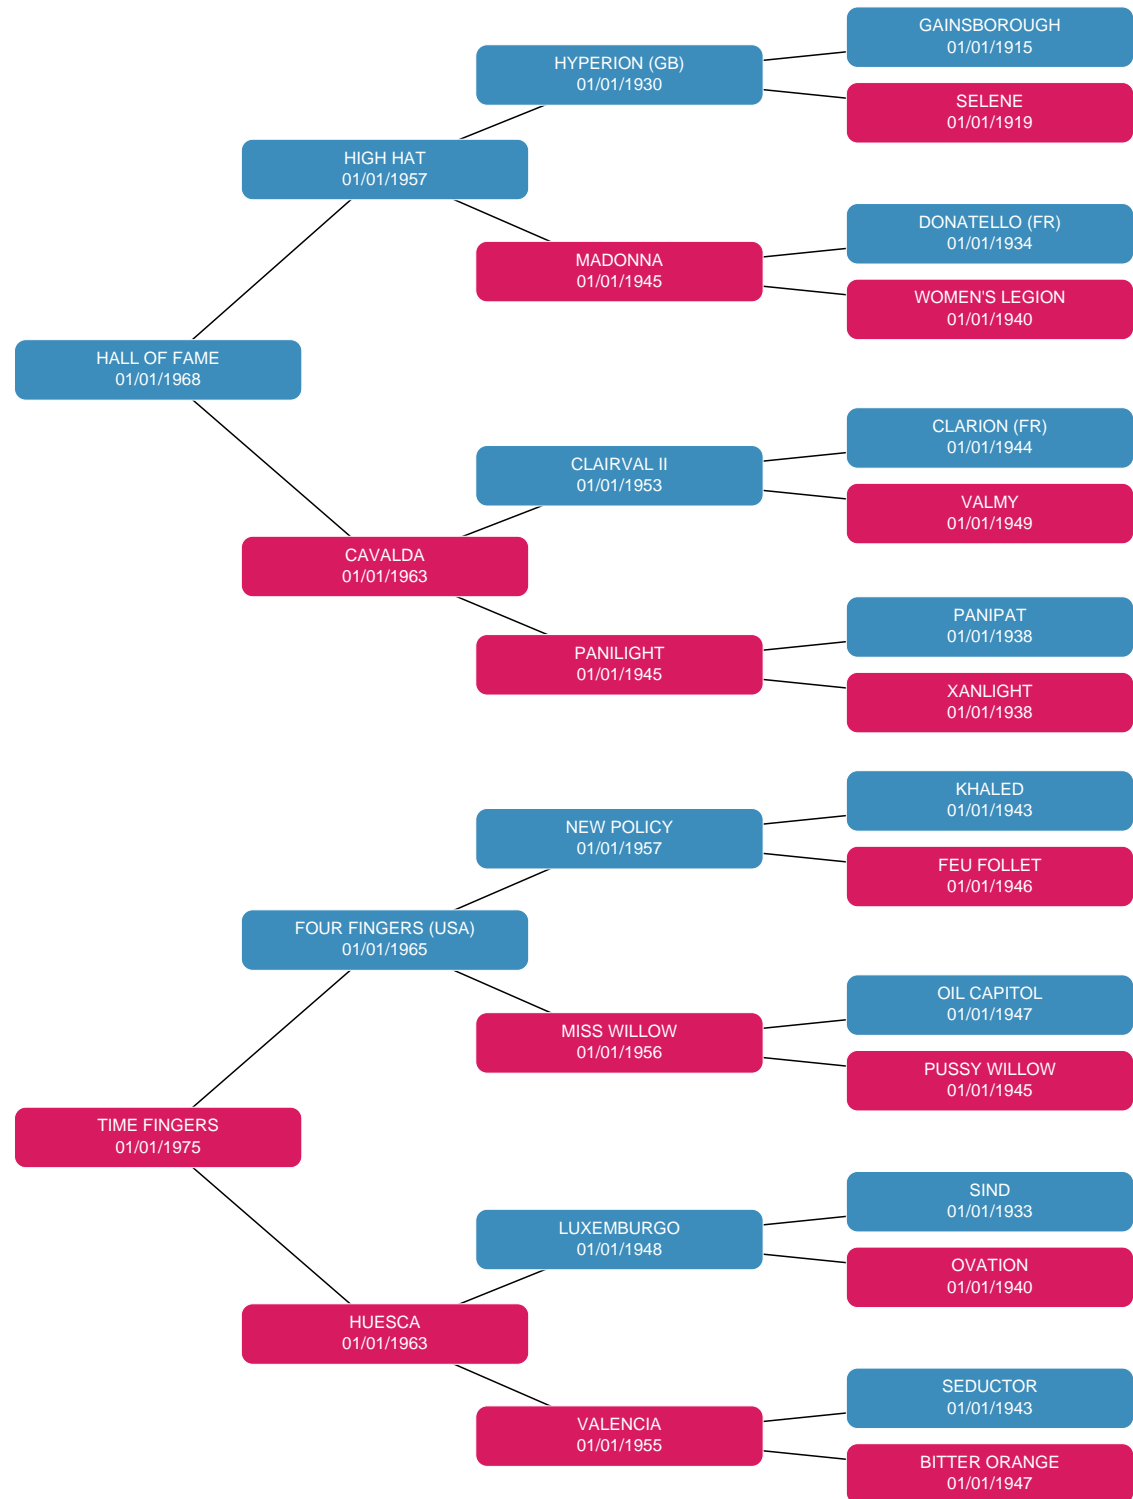 GAINSBOROUGH
01/01/1915
HYPERION (GB)
01/01/1930
SELENE
01/01/1919
HIGH HAT
01/01/1957
DONATELLO (FR)
01/01/1934
MADONNA
01/01/1945
WOMEN'S LEGION
01/01/1940
HALL OF FAME
01/01/1968
CLARION (FR)
01/01/1944
CLAIRVAL II
01/01/1953
VALMY
01/01/1949
CAVALDA
01/01/1963
PANIPAT
01/01/1938
PANILIGHT
01/01/1945
XANLIGHT
01/01/1938
KHALED
01/01/1943
NEW POLICY
01/01/1957
FEU FOLLET
01/01/1946
FOUR FINGERS (USA)
01/01/1965
OIL CAPITOL
01/01/1947
MISS WILLOW
01/01/1956
PUSSY WILLOW
01/01/1945
TIME FINGERS
01/01/1975
SIND
01/01/1933
LUXEMBURGO
01/01/1948
OVATION
01/01/1940
HUESCA
01/01/1963
SEDUCTOR
01/01/1943
VALENCIA
01/01/1955
BITTER ORANGE
01/01/1947